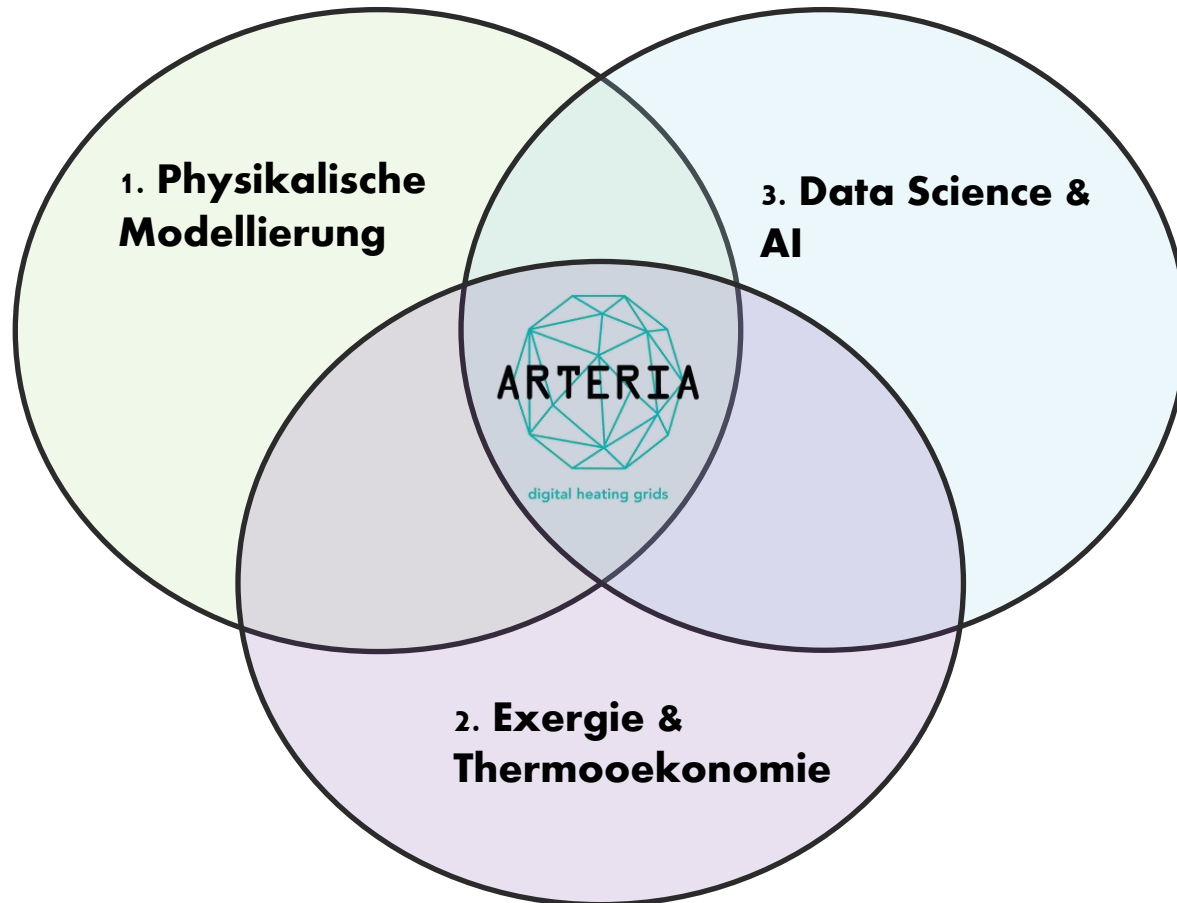 1. Physikalische
Modellierung
3. Data Science &
AI
ARTERIA
digital heating grids
2. Exergie &
Thermooekonomie